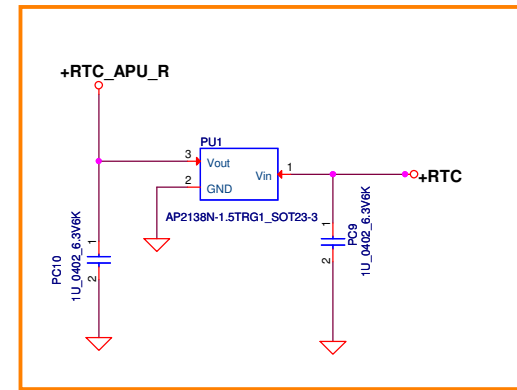 +RTC_APU_R
PU1
3
Vout
2
GND
Vin
1
+RTC
AP2138N-1.5TRG1_SOT23-3
1
2
PC10
1U_0402_6.3V6K
1
2
PC9
1U_0402_6.3V6K